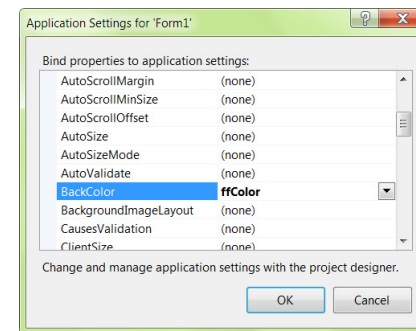 Application Settings for 'Form1'
Bind properties to application settings:
AutoScrollMargin (none)
AutoScrollMinSize (none)
AutoScrollOffset (none)
AutoSize (none)
AutoSizeMode (none)
AutoValidate (none)
BackColor ffColor
BackgroundImageLayout (none)
CausesValidation (none)
ClientSize (none)
Change and manage application settings with the project designer.
OK Cancel